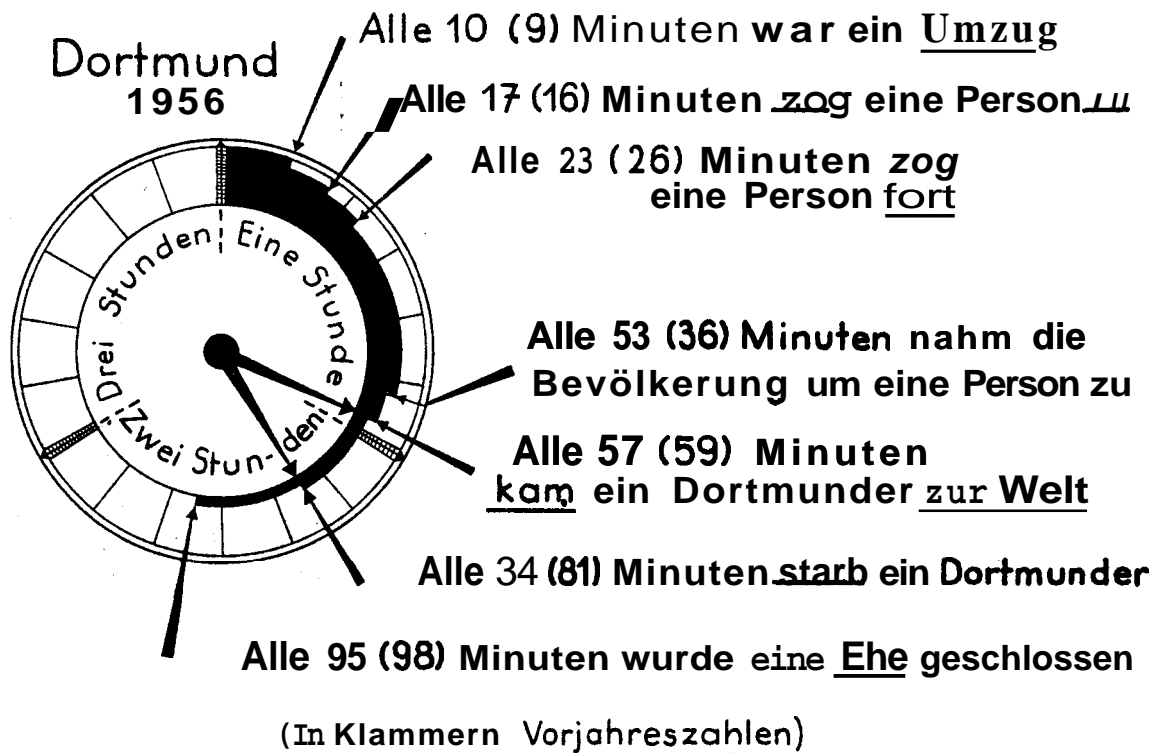 Dortmund
1956
Alle 10 (9) Minuten war ein Umzug
Alle 17 (16) Minuten zog eine Person zu
Alle 23 (26) Minuten zog
eine Person fort
Eine Stunde
Zwei Stun-den
Drei Stunden
Alle 53 (36) Minuten nahm die
Bevölkerung um eine Person zu
Alle 57 (59) Minuten
kam ein Dortmunder zur Welt
Alle 34 (81) Minuten starb ein Dortmunder
Alle 95 (98) Minuten wurde eine Ehe geschlossen
(In Klammern Vorjahreszahlen)